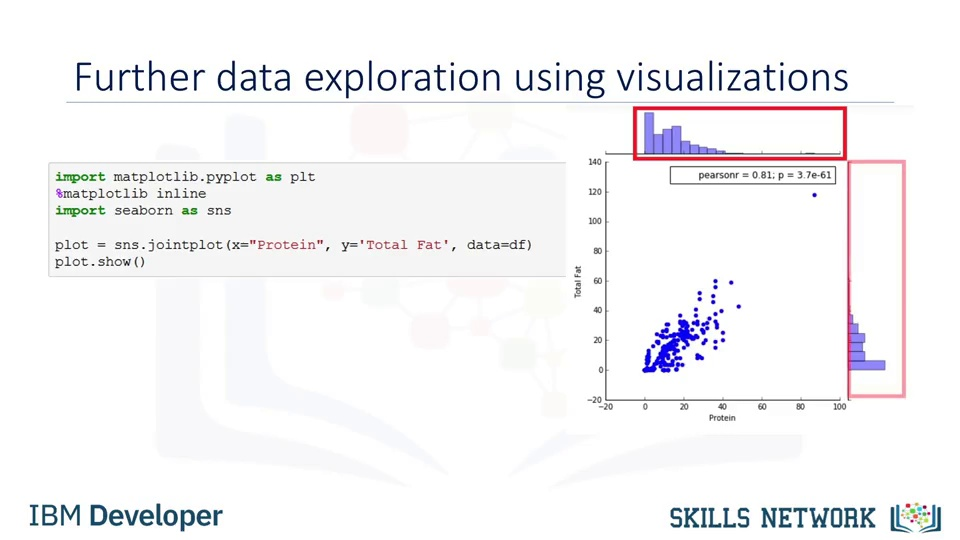 Further data exploration using visualizations
import matplotlib.pyplot as plt
%matplotlib inline
import seaborn as sns
plot = sns.jointplot(x="Protein", y='Total Fat', data=df)
plot.show()
pearsonr = 0.81; p = 3.7e-61
140
120
100
80
60
40
20
0
−20
Total Fat
−20 0 20 40 60 80 100
Protein
IBM Developer
SKILLS NETWORK